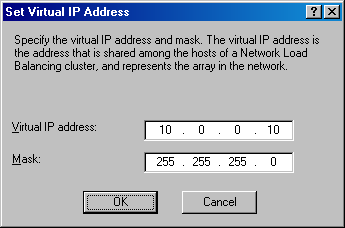 Set Virtual IP Address
Specify the virtual IP address and mask. The virtual IP address is
the address that is shared among the hosts of a Network Load
Balancing cluster, and represents the array in the network.
Virtual IP address: 10 . 0 . 0 . 10
Mask: 255 . 255 . 255 . 0
OK Cancel